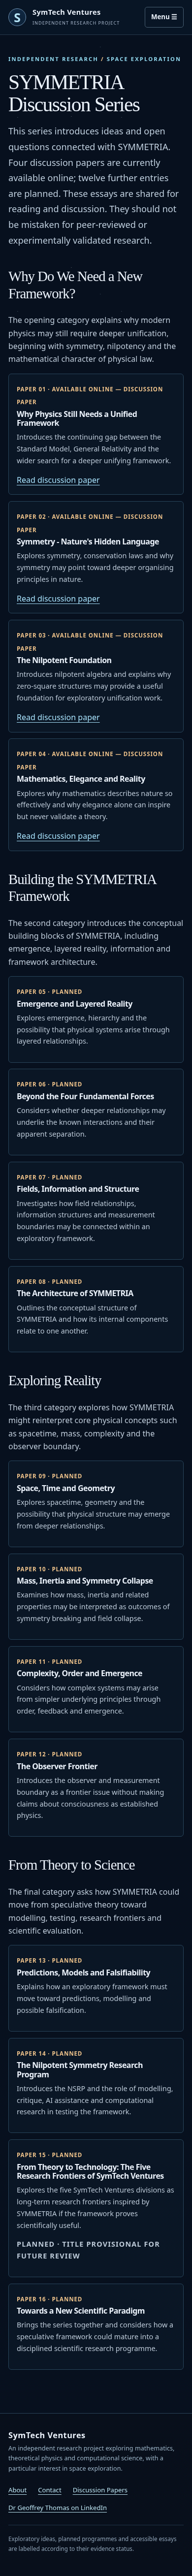 S
SymTech Ventures
INDEPENDENT RESEARCH PROJECT
Menu ☰
INDEPENDENT RESEARCH / SPACE EXPLORATION
SYMMETRIA
Discussion Series
This series introduces ideas and open
questions connected with SYMMETRIA.
Four discussion papers are currently
available online; twelve further entries
are planned. These essays are shared for
reading and discussion. They should not
be mistaken for peer-reviewed or
experimentally validated research.
Why Do We Need a New
Framework?
The opening category explains why modern
physics may still require deeper unification,
beginning with symmetry, nilpotency and the
mathematical character of physical law.
PAPER 01 · AVAILABLE ONLINE — DISCUSSION
PAPER
Why Physics Still Needs a Unified
Framework
Introduces the continuing gap between the
Standard Model, General Relativity and the
wider search for a deeper unifying framework.
Read discussion paper
PAPER 02 · AVAILABLE ONLINE — DISCUSSION
PAPER
Symmetry - Nature's Hidden Language
Explores symmetry, conservation laws and why
symmetry may point toward deeper organising
principles in nature.
Read discussion paper
PAPER 03 · AVAILABLE ONLINE — DISCUSSION
PAPER
The Nilpotent Foundation
Introduces nilpotent algebra and explains why
zero-square structures may provide a useful
foundation for exploratory unification work.
Read discussion paper
PAPER 04 · AVAILABLE ONLINE — DISCUSSION
PAPER
Mathematics, Elegance and Reality
Explores why mathematics describes nature so
effectively and why elegance alone can inspire
but never validate a theory.
Read discussion paper
Building the SYMMETRIA
Framework
The second category introduces the conceptual
building blocks of SYMMETRIA, including
emergence, layered reality, information and
framework architecture.
PAPER 05 · PLANNED
Emergence and Layered Reality
Explores emergence, hierarchy and the
possibility that physical systems arise through
layered relationships.
PAPER 06 · PLANNED
Beyond the Four Fundamental Forces
Considers whether deeper relationships may
underlie the known interactions and their
apparent separation.
PAPER 07 · PLANNED
Fields, Information and Structure
Investigates how field relationships,
information structures and measurement
boundaries may be connected within an
exploratory framework.
PAPER 08 · PLANNED
The Architecture of SYMMETRIA
Outlines the conceptual structure of
SYMMETRIA and how its internal components
relate to one another.
Exploring Reality
The third category explores how SYMMETRIA
might reinterpret core physical concepts such
as spacetime, mass, complexity and the
observer boundary.
PAPER 09 · PLANNED
Space, Time and Geometry
Explores spacetime, geometry and the
possibility that physical structure may emerge
from deeper relationships.
PAPER 10 · PLANNED
Mass, Inertia and Symmetry Collapse
Examines how mass, inertia and related
properties may be interpreted as outcomes of
symmetry breaking and field collapse.
PAPER 11 · PLANNED
Complexity, Order and Emergence
Considers how complex systems may arise
from simpler underlying principles through
order, feedback and emergence.
PAPER 12 · PLANNED
The Observer Frontier
Introduces the observer and measurement
boundary as a frontier issue without making
claims about consciousness as established
physics.
From Theory to Science
The final category asks how SYMMETRIA could
move from speculative theory toward
modelling, testing, research frontiers and
scientific evaluation.
PAPER 13 · PLANNED
Predictions, Models and Falsifiability
Explains how an exploratory framework must
move toward predictions, modelling and
possible falsification.
PAPER 14 · PLANNED
The Nilpotent Symmetry Research
Program
Introduces the NSRP and the role of modelling,
critique, AI assistance and computational
research in testing the framework.
PAPER 15 · PLANNED
From Theory to Technology: The Five
Research Frontiers of SymTech Ventures
Explores the five SymTech Ventures divisions as
long-term research frontiers inspired by
SYMMETRIA if the framework proves
scientifically useful.
PLANNED · TITLE PROVISIONAL FOR
FUTURE REVIEW
PAPER 16 · PLANNED
Towards a New Scientific Paradigm
Brings the series together and considers how a
speculative framework could mature into a
disciplined scientific research programme.
SymTech Ventures
An independent research project exploring mathematics,
theoretical physics and computational science, with a
particular interest in space exploration.
About Contact Discussion Papers
Dr Geoffrey Thomas on LinkedIn
Exploratory ideas, planned programmes and accessible essays
are labelled according to their evidence status.